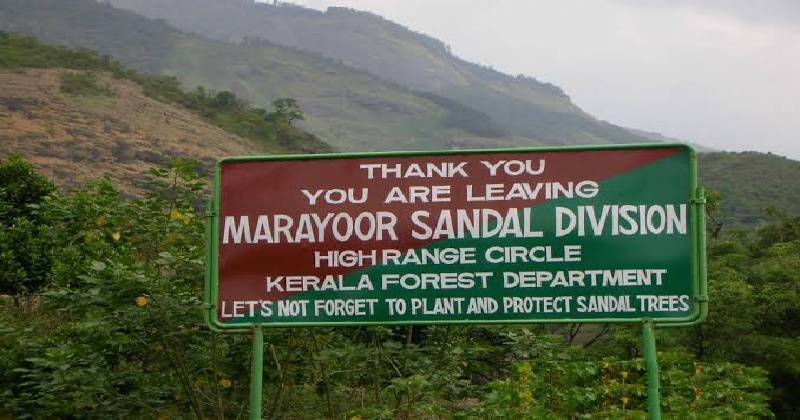 THANK YOU
YOU ARE LEAVING
MARAYOOR SANDAL DIVISION
HIGH RANGE CIRCLE
KERALA FOREST DEPARTMENT
LET'S NOT FORGET TO PLANT AND PROTECT SANDAL TREES